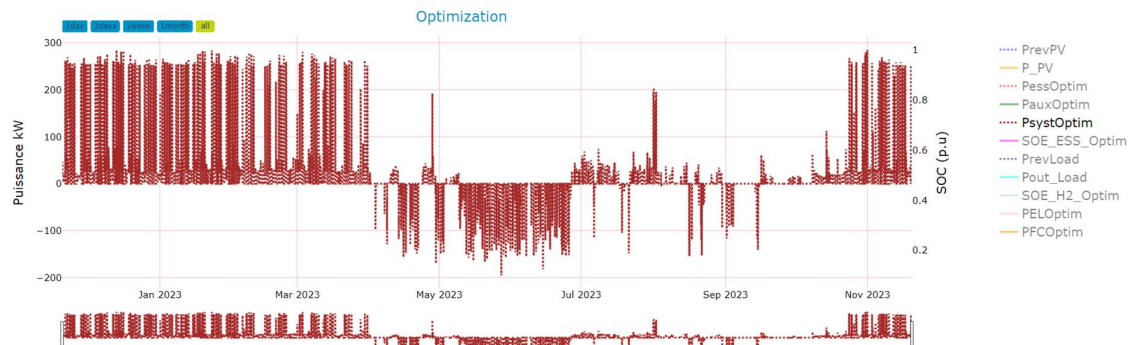 Optimization
1day 3days 1week 1month all
300
200
100
0
−100
−200
Puissance kW
1
0.8
0.6
0.4
0.2
SOC (p.u)
Jan 2023 Mar 2023 May 2023 Jul 2023 Sep 2023 Nov 2023
PrevPV
P_PV
PessOptim
PauxOptim
PsystOptim
SOE_ESS_Optim
PrevLoad
Pout_Load
SOE_H2_Optim
PELOptim
PFCOptim